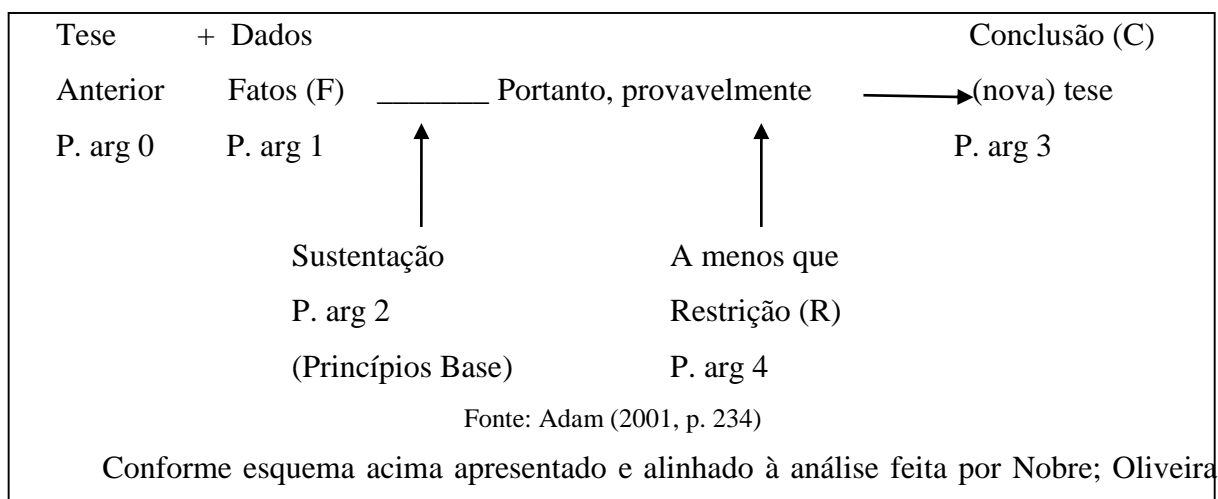 Tese + Dados Conclusão (C)
Anterior Fatos (F) _______ Portanto, provavelmente (nova) tese
P. arg 0 P. arg 1 P. arg 3
Sustentação A menos que
P. arg 2 Restrição (R)
(Princípios Base) P. arg 4
Fonte: Adam (2001, p. 234)
Conforme esquema acima apresentado e alinhado à análise feita por Nobre; Oliveira